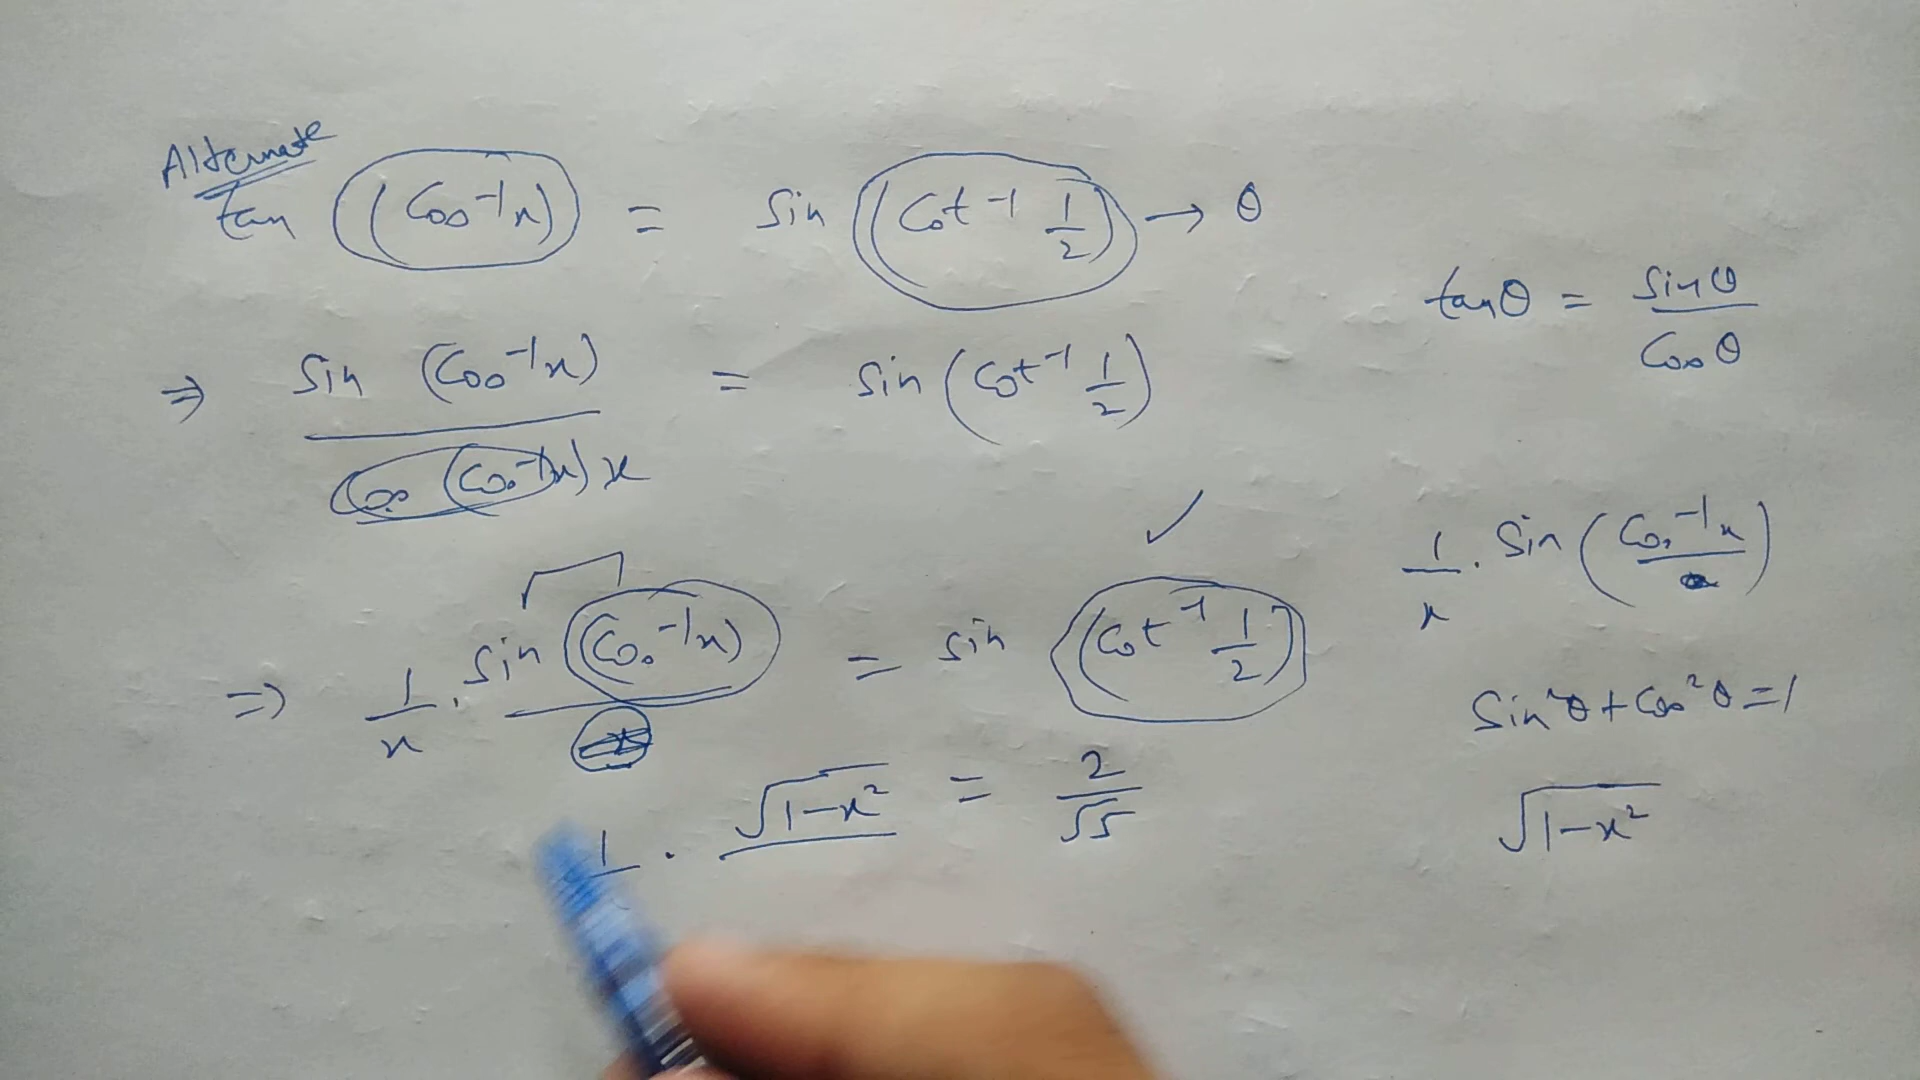 Alternate
tan (Cos⁻¹x) = sin (Cot⁻¹ 1/2) → θ
⇒ Sin (Cos⁻¹x) / Cos (Cos⁻¹x) x = sin (Cot⁻¹ 1/2)
⇒ 1/x . sin (Cos⁻¹x) = sin (Cot⁻¹ 1/2)
1 . √1-x² = 2/√5
tanθ = Sinθ / Cosθ
1/x . Sin (Cos⁻¹x)
Sin²θ + Cos²θ = 1
√1-x²